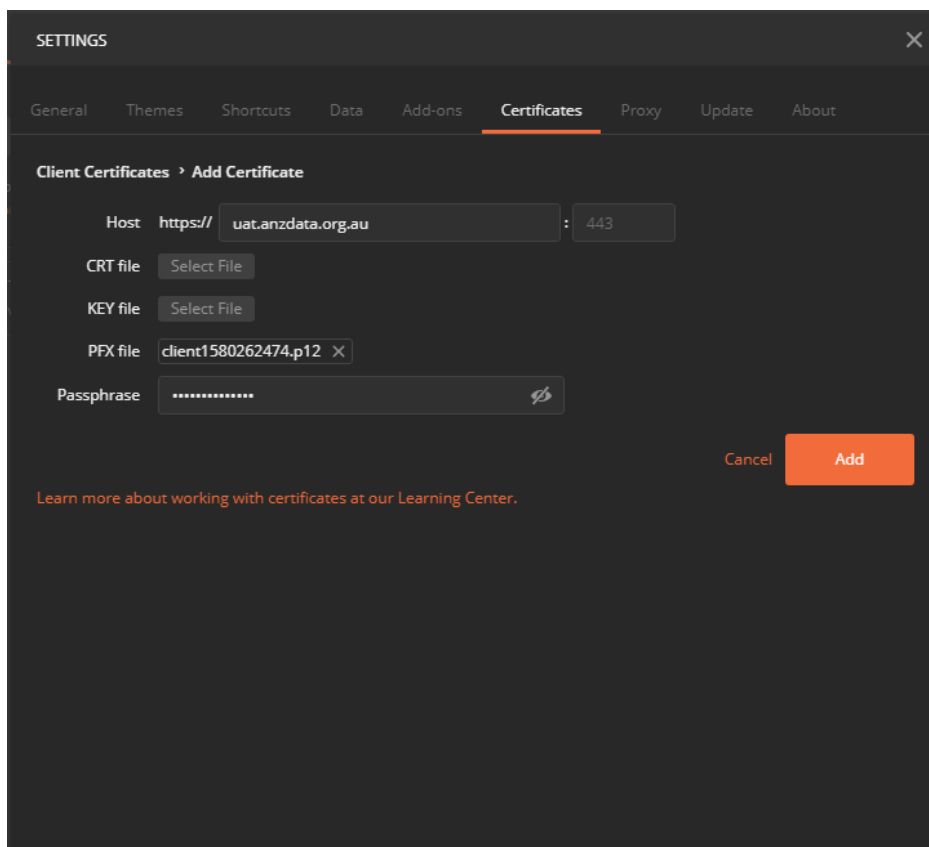 SETTINGS
General Themes Shortcuts Data Add-ons Certificates Proxy Update About
Client Certificates › Add Certificate
Host https:// uat.anzdata.org.au : 443
CRT file Select File
KEY file Select File
PFX file client1580262474.p12
Passphrase ••••••••••••••
Cancel Add
Learn more about working with certificates at our Learning Center.